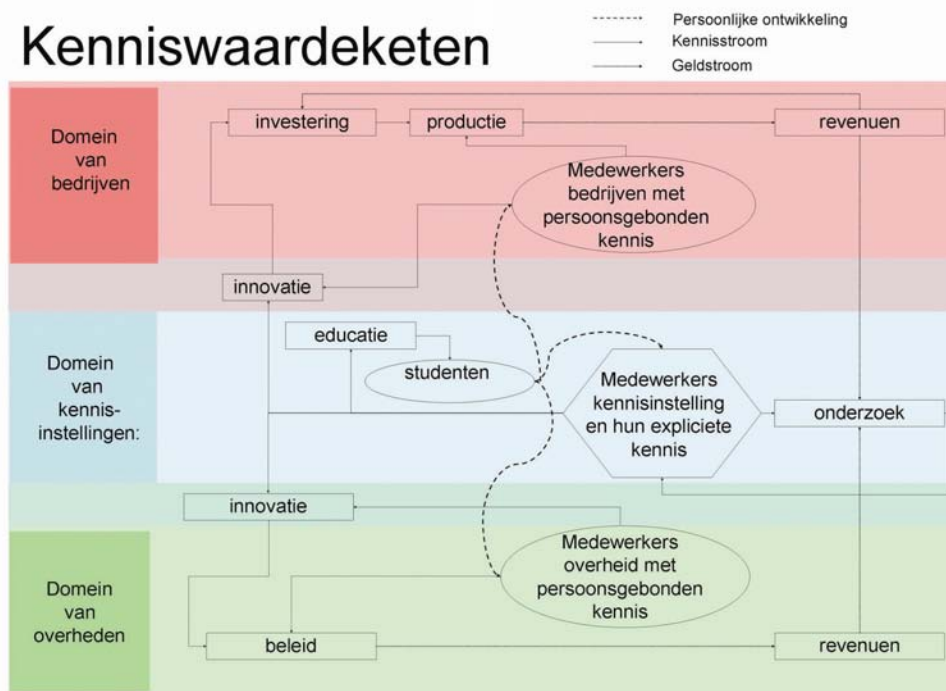 Kenniswaardeketen
Persoonlijke ontwikkeling
Kennisstroom
Geldstroom
Domein
van
bedrijven
investering
productie
revenuen
Medewerkers
bedrijven met
persoonsgebonden
kennis
innovatie
Domein
van
kennis-
instellingen:
educatie
studenten
Medewerkers
kennisinstelling
en hun expliciete
kennis
onderzoek
innovatie
Domein
van
overheden
Medewerkers
overheid met
persoonsgebonden
kennis
beleid
revenuen